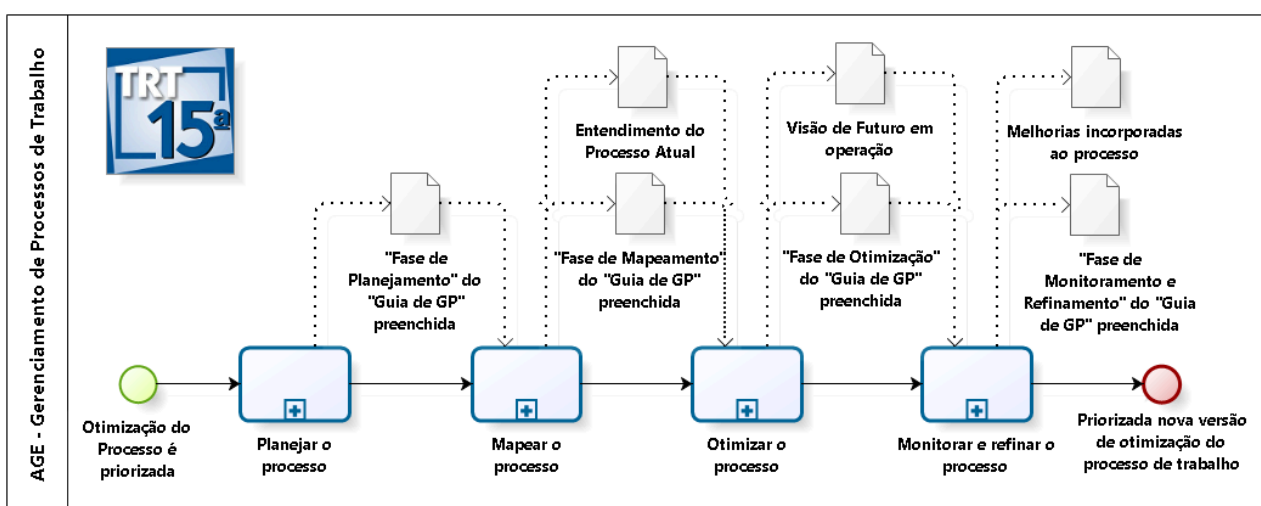 AGE - Gerenciamento de Processos de Trabalho
TRT
15ª
Entendimento do
Processo Atual
Visão de Futuro em
operação
Melhorias incorporadas
ao processo
"Fase de
Planejamento" do
"Guia de GP"
preenchida
"Fase de Mapeamento"
do "Guia de GP"
preenchida
"Fase de Otimização"
do "Guia de GP"
preenchida
"Fase de
Monitoramento e
Refinamento" do "Guia
de GP" preenchida
Otimização do
Processo é
priorizada
Planejar o
processo
Mapear o
processo
Otimizar o
processo
Monitorar e refinar o
processo
Priorizada nova versão
de otimização do
processo de trabalho